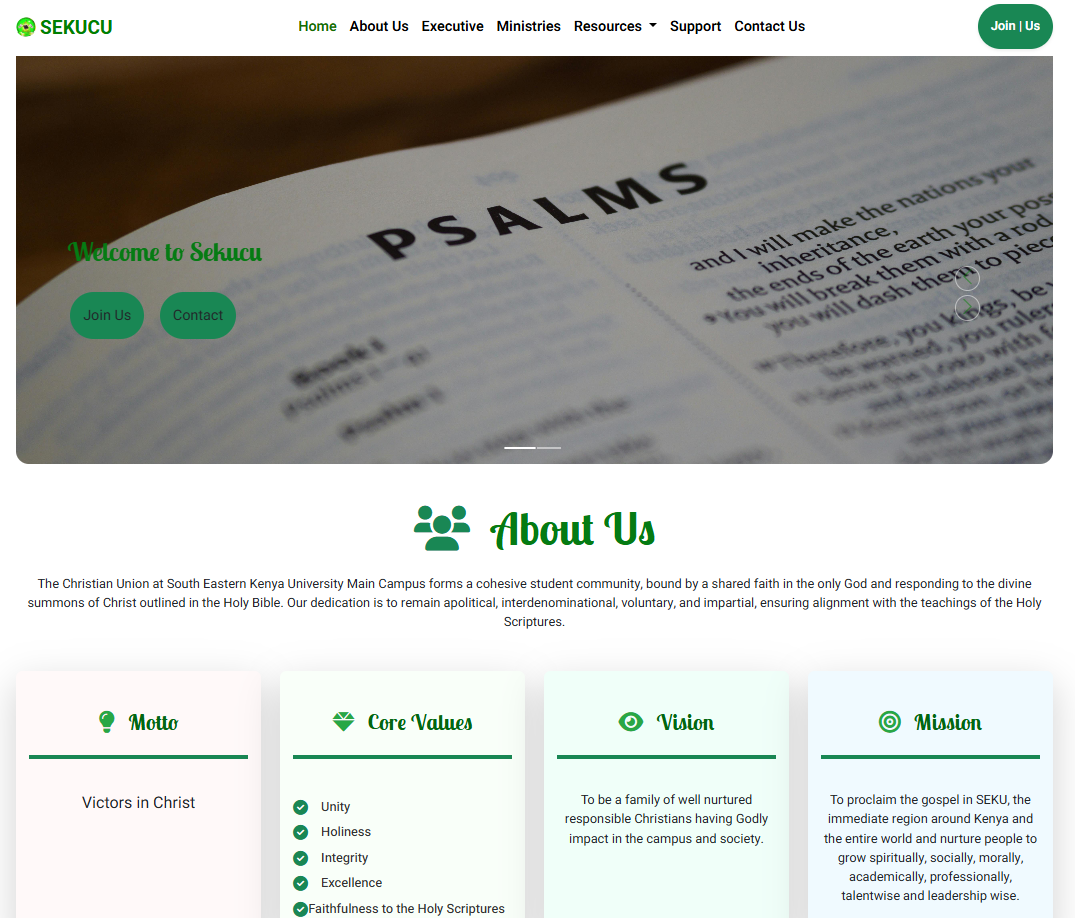 SEKUCU
Home About Us Executive Ministries Resources Support Contact Us
Join | Us
PSALMS
and I will make the nations your
inheritance,
the ends of the earth your
You will break them with a rod
you will dash them to
Therefore, you kings, be
be warned, you
Welcome to Sekucu
Join Us Contact
About Us
The Christian Union at South Eastern Kenya University Main Campus forms a cohesive student community, bound by a shared faith in the only God and responding to the divine
summons of Christ outlined in the Holy Bible. Our dedication is to remain apolitical, interdenominational, voluntary, and impartial, ensuring alignment with the teachings of the Holy
Scriptures.
Motto
Victors in Christ
Core Values
Unity
Holiness
Integrity
Excellence
Faithfulness to the Holy Scriptures
Vision
To be a family of well nurtured
responsible Christians having Godly
impact in the campus and society.
Mission
To proclaim the gospel in SEKU, the
immediate region around Kenya and
the entire world and nurture people to
grow spiritually, socially, morally,
academically, professionally,
talentwise and leadership wise.